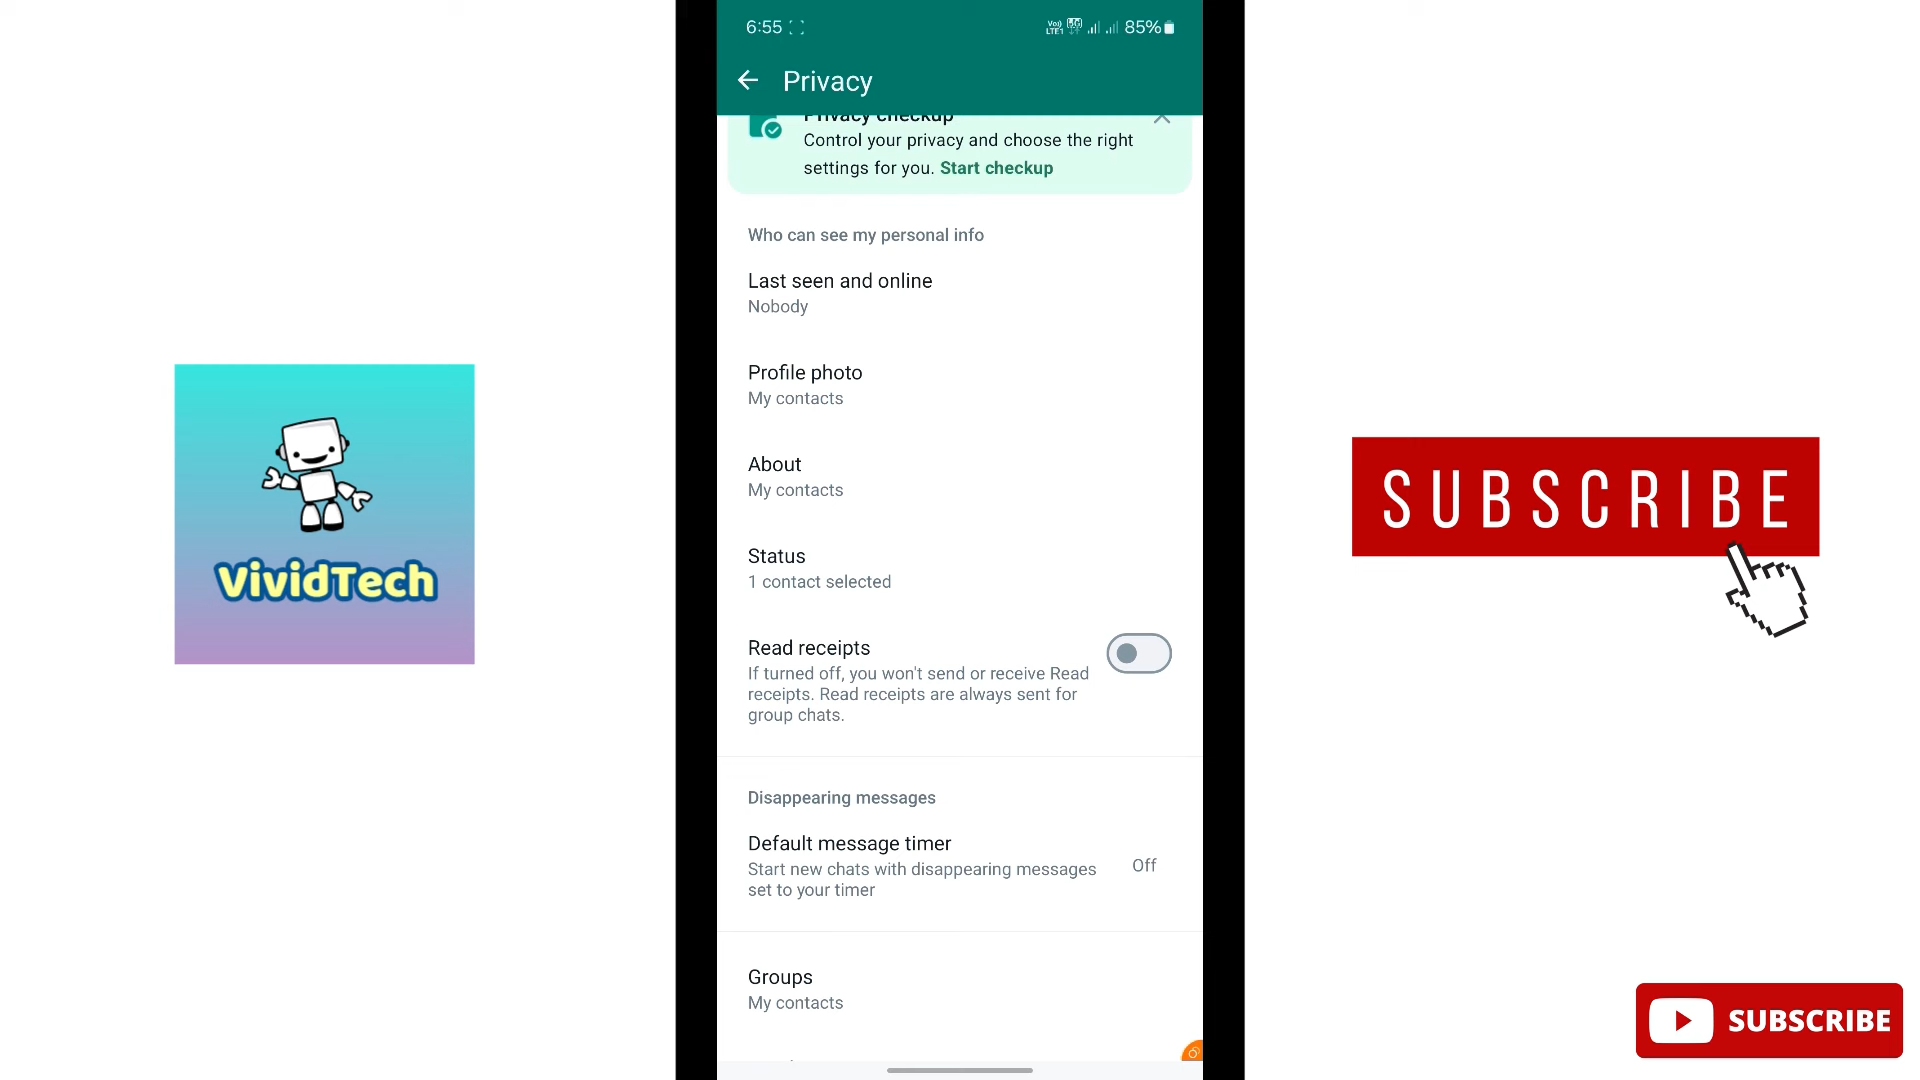 6:55
Vo)
LTE1
85%
Privacy
Privacy checkup
Control your privacy and choose the right
settings for you. Start checkup
Who can see my personal info
Last seen and online
Nobody
Profile photo
My contacts
About
My contacts
Status
1 contact selected
Read receipts
If turned off, you won't send or receive Read
receipts. Read receipts are always sent for
group chats.
Disappearing messages
Default message timer
Start new chats with disappearing messages
set to your timer
Off
Groups
My contacts
VividTech
SUBSCRIBE
SUBSCRIBE